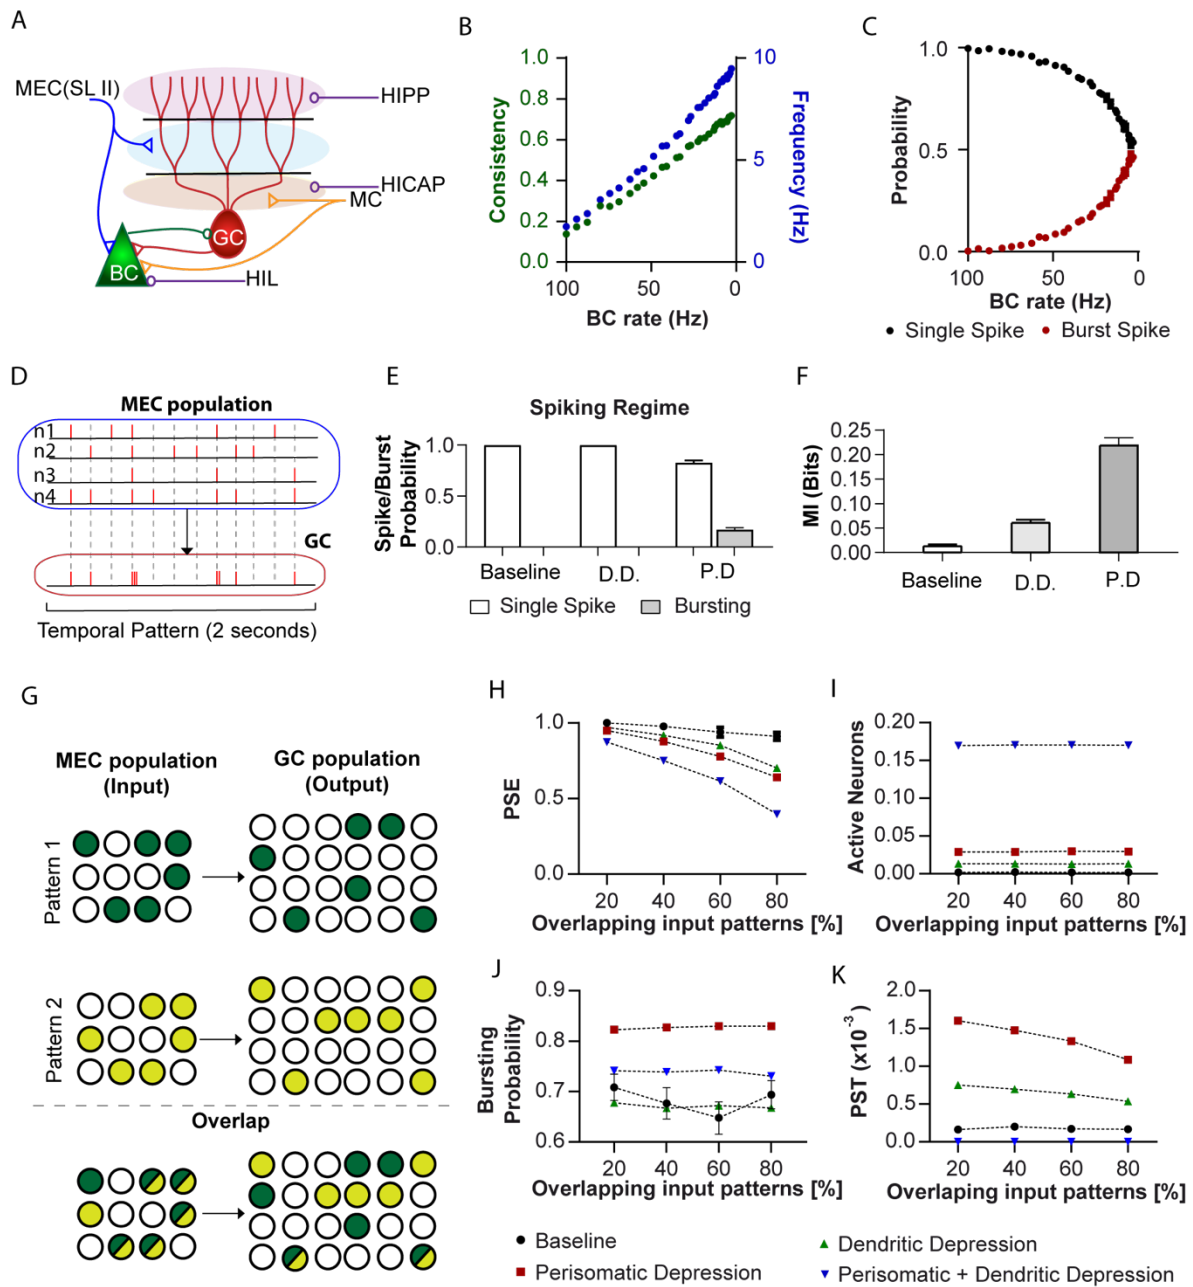 A
MEC(SL II)
HIPP
HICAP
MC
GC
BC
HIL
B
Consistency
1.0
0.8
0.6
0.4
0.2
0.0
10
5
0
Frequency (Hz)
100
50
0
BC rate (Hz)
C
Probability
1.0
0.5
0.0
100
50
0
BC rate (Hz)
Single Spike
Burst Spike
D
MEC population
n1
n2
n3
n4
GC
Temporal Pattern (2 seconds)
E
Spiking Regime
Spike/Burst
Probability
1.0
0.5
0.0
Baseline
D.D.
P.D
Single Spike
Bursting
F
MI (Bits)
0.25
0.20
0.15
0.10
0.05
0.00
Baseline
D.D.
P.D
G
MEC population
(Input)
GC population
(Output)
Pattern 1
Pattern 2
Overlap
H
PSE
1.0
0.5
0.0
20
40
60
80
Overlapping input patterns [%]
I
Active Neurons
0.20
0.15
0.10
0.05
0.00
20
40
60
80
Overlapping input patterns [%]
J
Bursting
Probability
0.9
0.8
0.7
0.6
20
40
60
80
Overlapping input patterns [%]
K
PST (x10⁻³)
2.0
1.5
1.0
0.5
0.0
20
40
60
80
Overlaping input patterns [%]
Baseline
Perisomatic Depression
Dendritic Depression
Perisomatic + Dendritic Depression